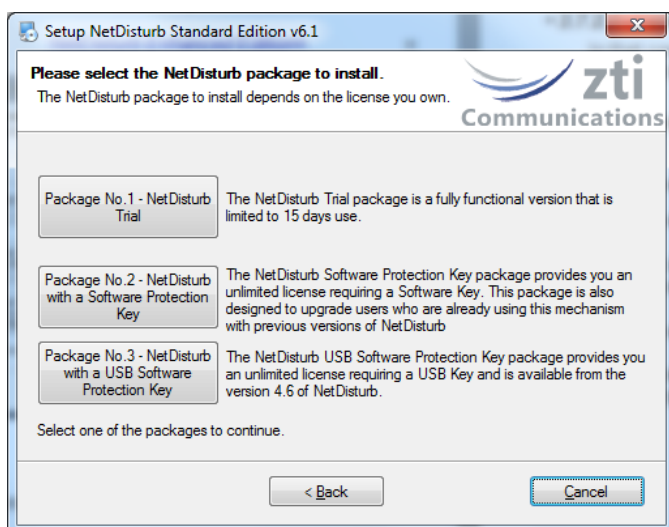 Setup NetDisturb Standard Edition v6.1
Please select the NetDisturb package to install.
The NetDisturb package to install depends on the license you own.
zti
Communications
Package No.1 - NetDisturb
Trial
The NetDisturb Trial package is a fully functional version that is
limited to 15 days use.
Package No.2 - NetDisturb
with a Software Protection
Key
The NetDisturb Software Protection Key package provides you an
unlimited license requiring a Software Key. This package is also
designed to upgrade users who are already using this mechanism
with previous versions of NetDisturb
Package No.3 - NetDisturb
with a USB Software
Protection Key
The NetDisturb USB Software Protection Key package provides you
an unlimited license requiring a USB Key and is available from the
version 4.6 of NetDisturb.
Select one of the packages to continue.
< Back
Cancel